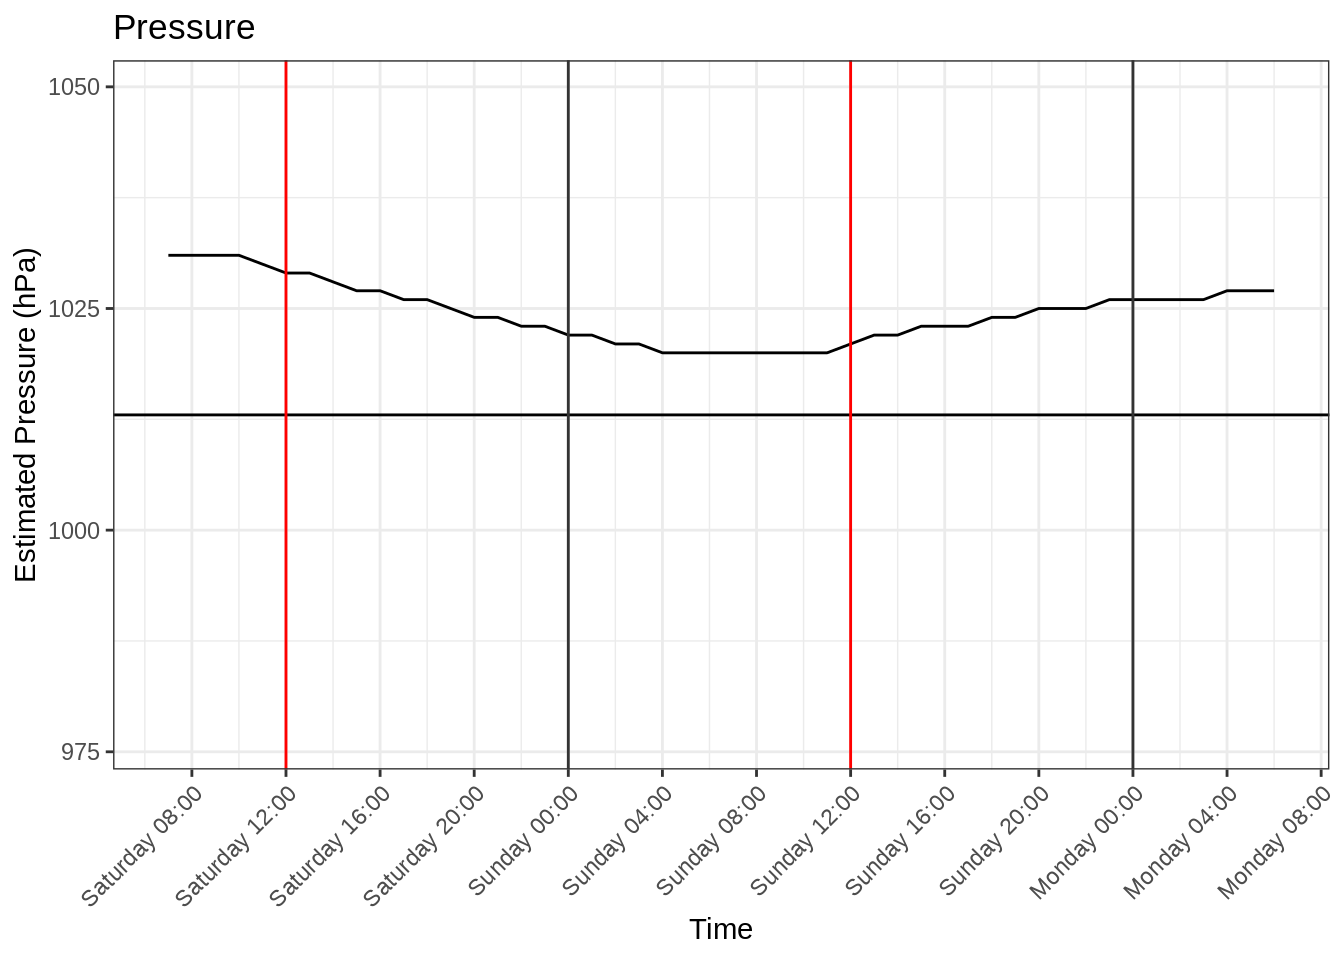 Pressure
Estimated Pressure (hPa)
1050
1025
1000
975
Saturday 08:00
Saturday 12:00
Saturday 16:00
Saturday 20:00
Sunday 00:00
Sunday 04:00
Sunday 08:00
Sunday 12:00
Sunday 16:00
Sunday 20:00
Monday 00:00
Monday 04:00
Monday 08:00
Time